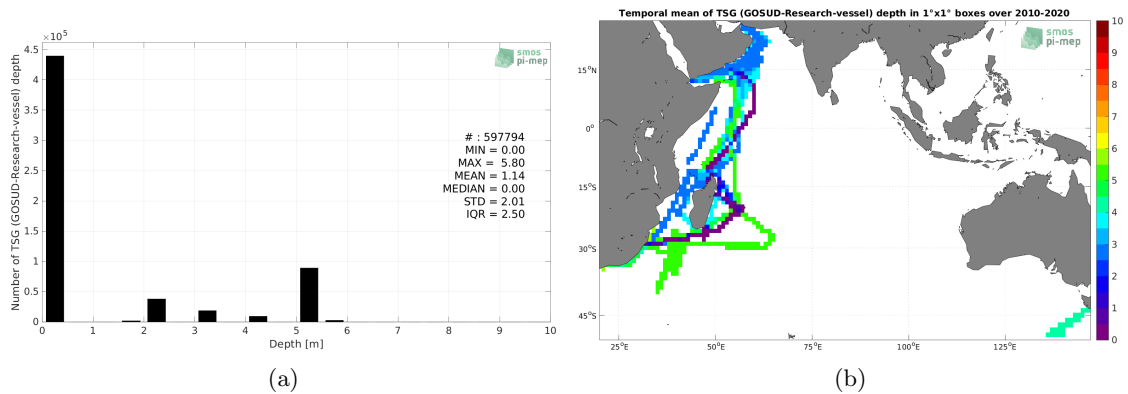 ×10⁵
4.5
4
3.5
3
2.5
2
1.5
1
0.5
0
Number of TSG (GOSUD-Research-vessel) depth
smos
pi-mep
# : 597794
MIN = 0.00
MAX = 5.80
MEAN = 1.14
MEDIAN = 0.00
STD = 2.01
IQR = 2.50
0 1 2 3 4 5 6 7 8 9 10
Depth [m]
(a)
Temporal mean of TSG (GOSUD-Research-vessel) depth in 1°x1° boxes over 2010-2020
smos
pi-mep
15°N
0°
15°S
30°S
45°S
25°E 50°E 75°E 100°E 125°E
10
9
8
7
6
5
4
3
2
1
0
(b)